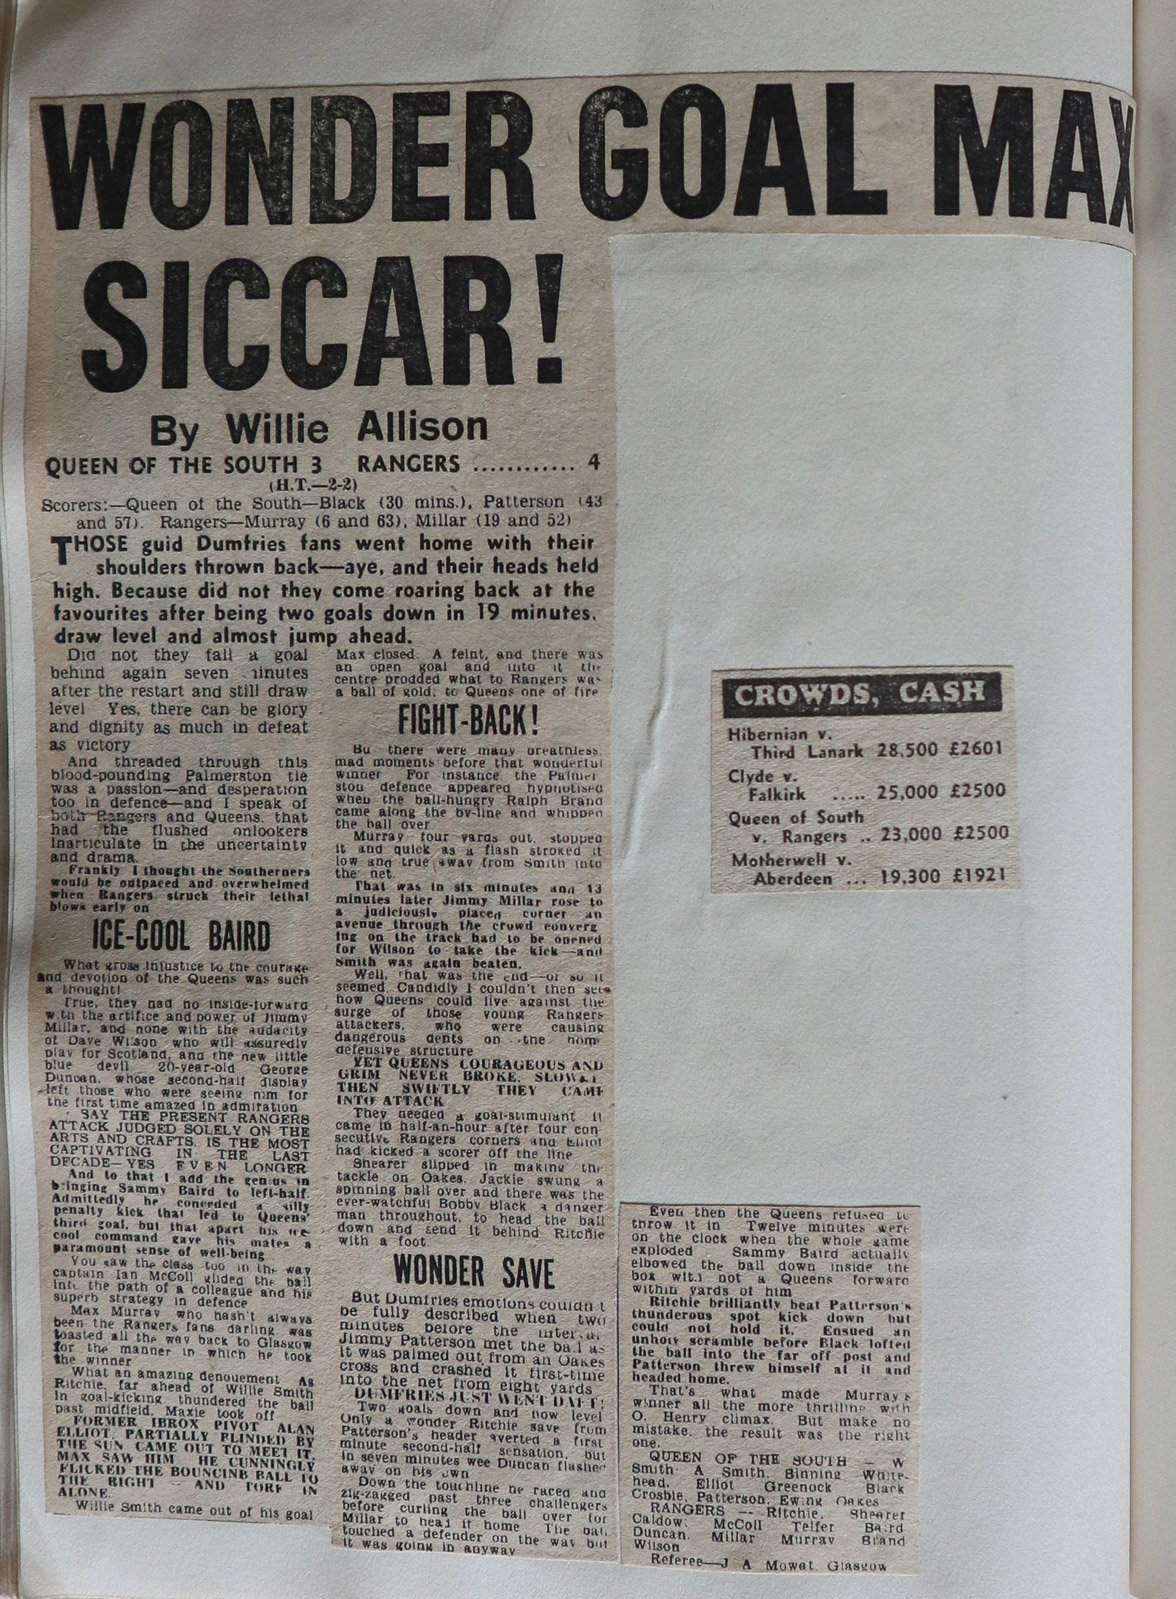 WONDER GOAL MAX
SICCAR!
By Willie Allison
QUEEN OF THE SOUTH 3 RANGERS ............ 4
(H.T.—2-2)
Scorers:—Queen of the South—Black (30 mins.), Patterson (43
and 57). Rangers—Murray (6 and 63), Millar (19 and 52)
THOSE guid Dumfries fans went home with their
shoulders thrown back—aye, and their heads held
high. Because did not they come roaring back at the
favourites after being two goals down in 19 minutes,
draw level and almost jump ahead.
Did not they fall a goal
behind again seven minutes
after the restart and still draw
level Yes, there can be glory
and dignity as much in defeat
as victory
And threaded through this
blood-pounding Palmerston tie
was a passion—and desperation
too in defence—and I speak of
both Rangers and Queens, that
had the flushed onlookers
inarticulate in the uncertainty
and drama.
Frankly I thought the Southerners
would be outpaced and overwhelmed
when Rangers struck their lethal
blows early on
ICE-COOL BAIRD
What gross injustice to the courage
and devotion of the Queens was such
a thought!
True, they had no inside-forward
with the artifice and power of Jimmy
Millar, and none with the audacity
of Dave Wilson, who will assuredly
play for Scotland, and the new little
blue devil 20-year-old George
Duncan, whose second-half display
left those who were seeing him for
the first time amazed in admiration
I SAY THE PRESENT RANGERS
ATTACK JUDGED SOLELY ON THE
ARTS AND CRAFTS, IS THE MOST
CAPTIVATING IN THE LAST
DECADE—YES EVEN LONGER
And to that I add the genius in
bringing Sammy Baird to left-half.
Admittedly he conceded a silly
penalty kick that led to Queens'
third goal, but that apart his ice-
cool command gave his mates a
paramount sense of well-being
You saw the class too in the way
captain Ian McColl glided the ball
into the path of a colleague and his
superb strategy in defence
Max Murray who hasn't always
been the Rangers fans darling was
toasted all the way back to Glasgow
for the manner in which he took
the winner
What an amazing denouement As
Ritchie, far ahead of Willie Smith
in goal-kicking, thundered the ball
past midfield, Maxie took off
FORMER IBROX PIVOT ALAN
ELLIOT, PARTIALLY BLINDED BY
THE SUN CAME OUT TO MEET IT.
MAX SAW HIM HE CUNNINGLY
FLICKED THE BOUNCING BALL TO
THE RIGHT — AND TORE IN
ALONE.
Willie Smith came out of his goal
Max closed A feint, and there was
an open goal and into it the
centre prodded what to Rangers was
a ball of gold, to Queens one of fire
FIGHT-BACK!
But there were many breathless
mad moments before that wonderful
winner For instance the Palmer-
ston defence appeared hypnotised
when the ball-hungry Ralph Brand
came along the by-line and whipped
the ball over
Murray four yards out, stopped
it and quick as a flash stroked it
low and true away from Smith into
the net
That was in six minutes and 13
minutes later Jimmy Millar rose to
a judiciously placed corner an
avenue through the crowd converg
ing on the track had to be opened
for Wilson to take the kick—and
Smith was again beaten.
Well, that was the end—or so it
seemed. Candidly I couldn't then see
how Queens could live against the
surge of those young Rangers
attackers, who were causing
dangerous dents on the home
defensive structure
YET QUEENS COURAGEOUS AND
GRIM NEVER BROKE. SLOWLY
THEN SWIFTLY THEY CAME
INTO ATTACK
They needed a goal-stimulant It
came in half-an-hour after four con
secutive Rangers corners and Elliot
had kicked a scorer off the line
Shearer slipped in making the
tackle on Oakes. Jackie swung a
spinning ball over and there was the
ever-watchful Bobby Black a danger
man throughout, to head the ball
down and send it behind Ritchie
with a foot
WONDER SAVE
But Dumfries emotions couldn't
be fully described when two
minutes before the interval
Jimmy Patterson met the ball as
it was palmed out from an Oakes
cross and crashed it first-time
into the net from eight yards
DUMFRIES JUST WENT DAFT!
Two goals down and now level
Only a wonder Ritchie save from
Patterson's header averted a first
minute second-half sensation, but
in seven minutes wee Duncan flashed
away on his own
Down the touchline he raced and
zig-zagged past three challengers
before curling the ball over for
Millar to head it home The ball
touched a defender on the way but
it was going in anyway
Even then the Queens refused to
throw it in Twelve minutes were
on the clock when the whole game
exploded Sammy Baird actually
elbowed the ball down inside the
box with not a Queens forward
within yards of him
Ritchie brilliantly beat Patterson's
thunderous spot kick down but
could not hold it. Ensued an
unholy scramble before Black lofted
the ball into the far off post and
Patterson threw himself at it and
headed home.
That's what made Murray's
winner all the more thrilling with
O. Henry climax. But make no
mistake, the result was the right
one.
QUEEN OF THE SOUTH — W
Smith A Smith, Binning White-
head, Elliot Greenock Black
Crosbie, Patterson, Ewing Oakes
RANGERS — Ritchie, Shearer
Caldow, McColl Telfer Baird
Duncan, Millar Murray Brand
Wilson
Referee—J A Mowat, Glasgow
CROWDS, CASH
Hibernian v.
Third Lanark 28,500 £2601
Clyde v.
Falkirk ..... 25,000 £2500
Queen of South
v. Rangers .. 23,000 £2500
Motherwell v.
Aberdeen ... 19,300 £1921